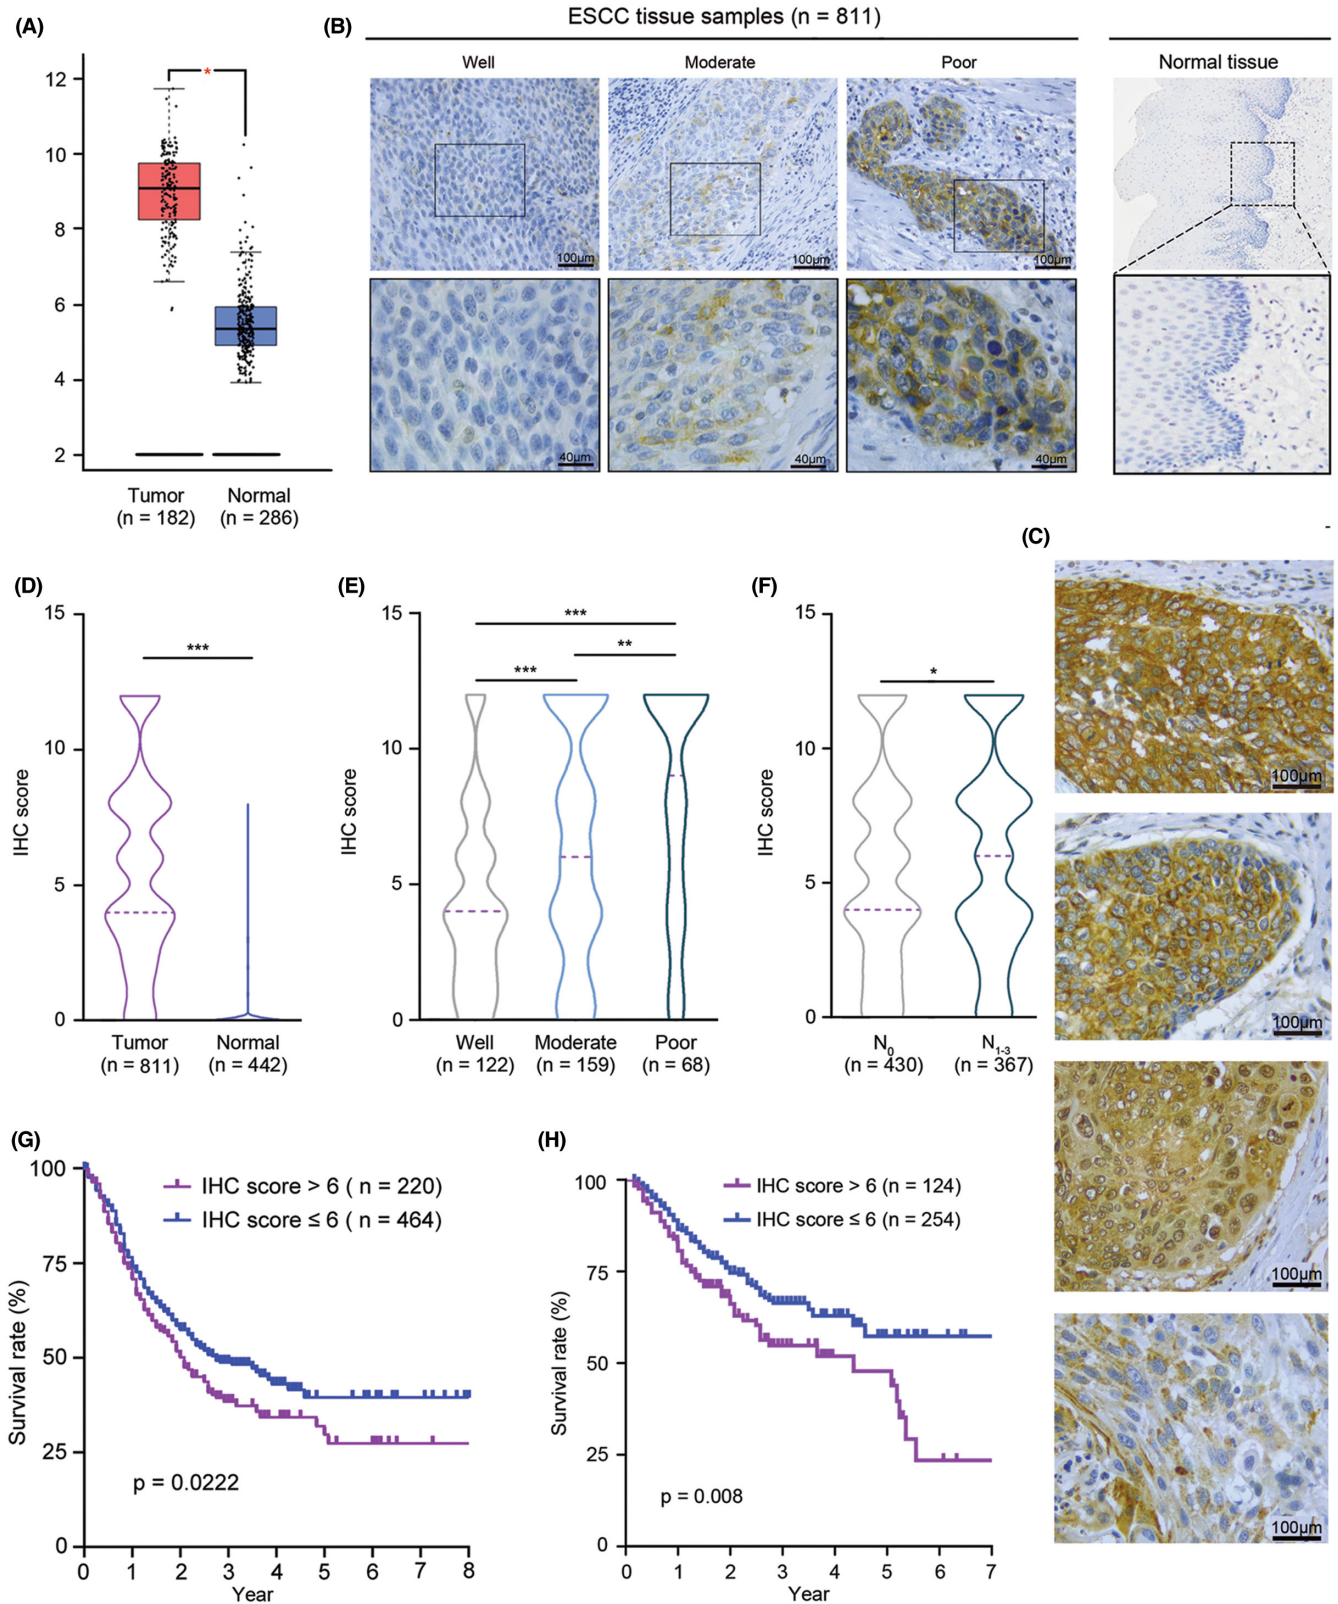 (A)
12
10
8
6
4
2
*
Tumor
(n = 182)
Normal
(n = 286)
(B)
ESCC tissue samples (n = 811)
Well
Moderate
Poor
Normal tissue
100µm
100µm
100µm
40µm
40µm
40µm
(C)
100µm
100µm
100µm
100µm
(D)
15
10
5
0
IHC score
***
Tumor
(n = 811)
Normal
(n = 442)
(E)
15
10
5
0
IHC score
***
**
***
Well
(n = 122)
Moderate
(n = 159)
Poor
(n = 68)
(F)
15
10
5
0
IHC score
*
N0
(n = 430)
N1-3
(n = 367)
(G)
100
75
50
25
0
Survival rate (%)
IHC score > 6 ( n = 220)
IHC score ≤ 6 ( n = 464)
p = 0.0222
0 1 2 3 4 5 6 7 8
Year
(H)
100
75
50
25
0
Survival rate (%)
IHC score > 6 (n = 124)
IHC score ≤ 6 (n = 254)
p = 0.008
0 1 2 3 4 5 6 7
Year